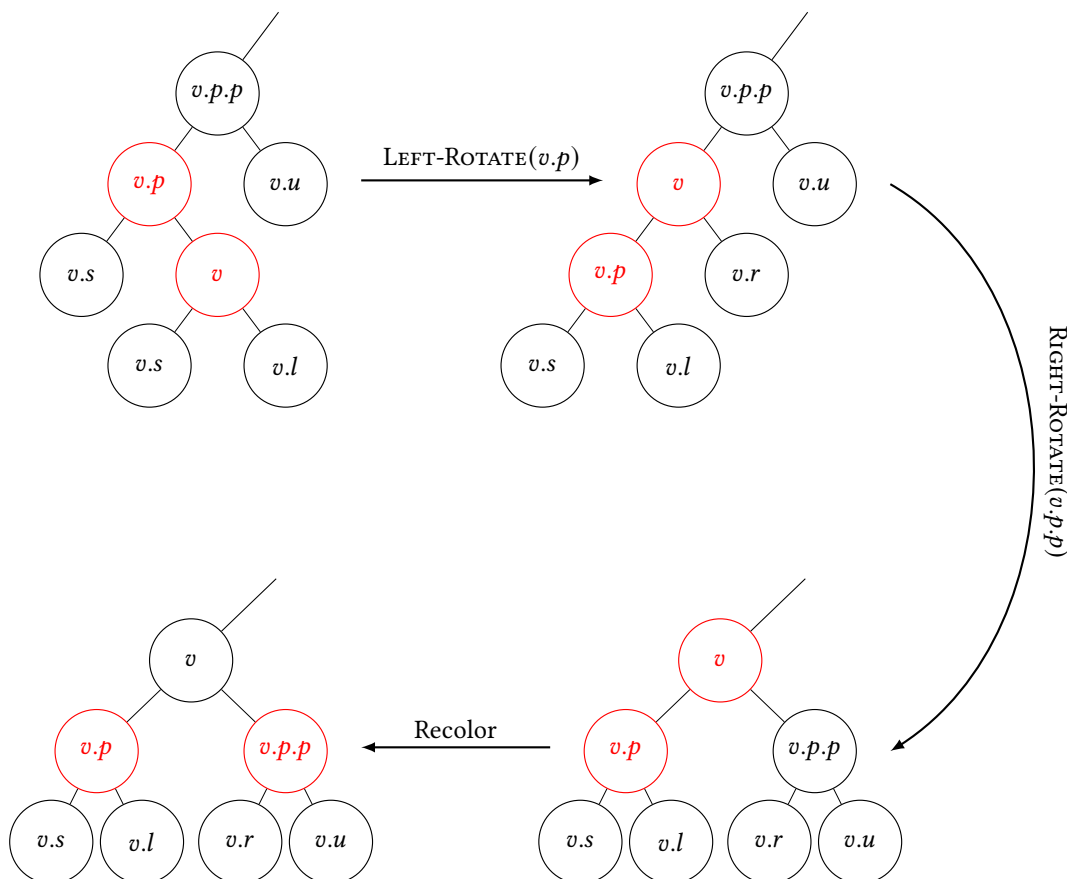 v.p.p
v.p
v.u
v.s
v
v.s
v.l
LEFT-ROTATE(v.p)
v.p.p
v
v.u
v.p
v.r
v.s
v.l
RIGHT-ROTATE(v.p.p)
v
v.p
v.p.p
v.s
v.l
v.r
v.u
Recolor
v
v.p
v.p.p
v.s
v.l
v.r
v.u